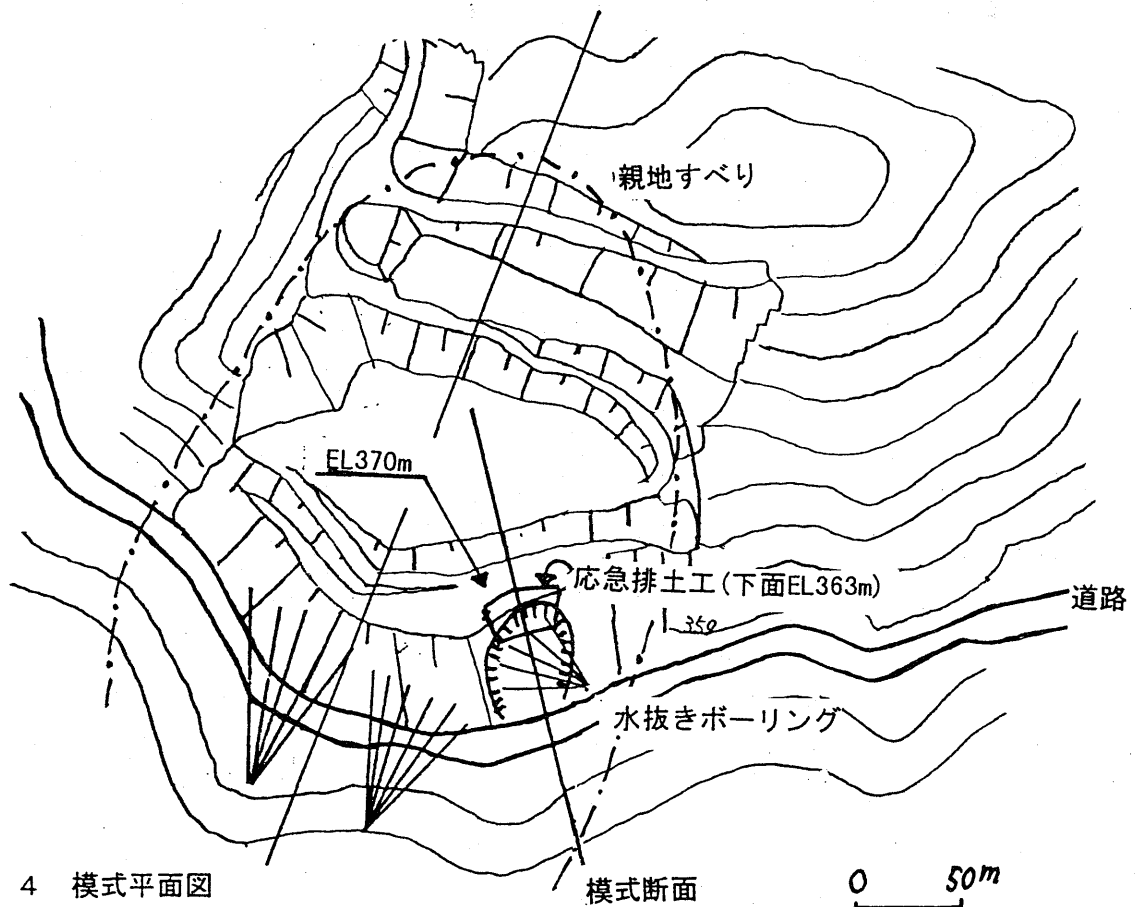 親地すべり
EL370m
応急排土工(下面EL363m)
道路
350
水抜きボーリング
4 模式平面図
模式断面
0 50m